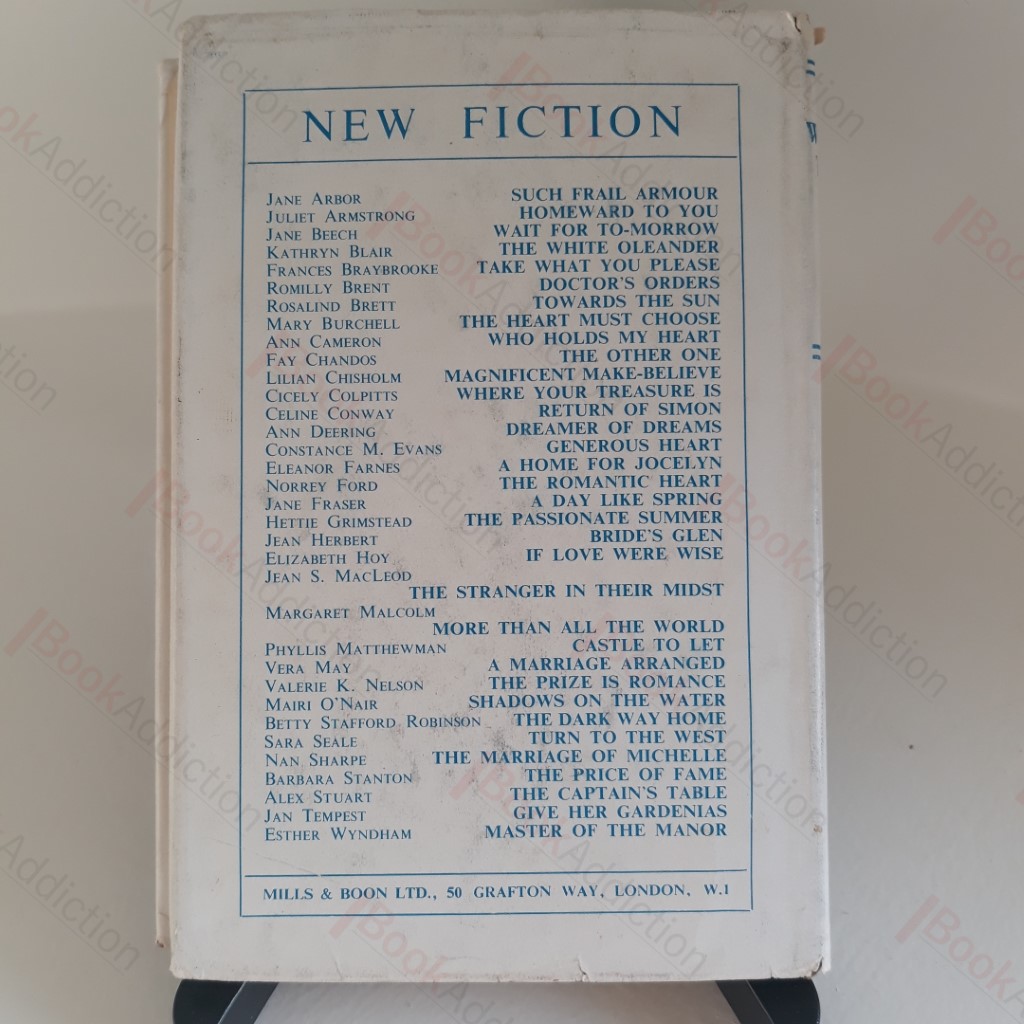 NEW FICTION
JANE ARBOR SUCH FRAIL ARMOUR
JULIET ARMSTRONG HOMEWARD TO YOU
JANE BEECH WAIT FOR TO-MORROW
KATHRYN BLAIR THE WHITE OLEANDER
FRANCES BRAYBROOKE TAKE WHAT YOU PLEASE
ROMILLY BRENT DOCTOR'S ORDERS
ROSALIND BRETT TOWARDS THE SUN
MARY BURCHELL THE HEART MUST CHOOSE
ANN CAMERON WHO HOLDS MY HEART
FAY CHANDOS THE OTHER ONE
LILIAN CHISHOLM MAGNIFICENT MAKE-BELIEVE
CICELY COLPITTS WHERE YOUR TREASURE IS
CELINE CONWAY RETURN OF SIMON
ANN DEERING DREAMER OF DREAMS
CONSTANCE M. EVANS GENEROUS HEART
ELEANOR FARNES A HOME FOR JOCELYN
NORREY FORD THE ROMANTIC HEART
JANE FRASER A DAY LIKE SPRING
HETTIE GRIMSTEAD THE PASSIONATE SUMMER
JEAN HERBERT BRIDE'S GLEN
ELIZABETH HOY IF LOVE WERE WISE
JEAN S. MACLEOD
THE STRANGER IN THEIR MIDST
MARGARET MALCOLM
MORE THAN ALL THE WORLD
PHYLLIS MATTHEWMAN CASTLE TO LET
VERA MAY A MARRIAGE ARRANGED
VALERIE K. NELSON THE PRIZE IS ROMANCE
MAIRI O'NAIR SHADOWS ON THE WATER
BETTY STAFFORD ROBINSON THE DARK WAY HOME
SARA SEALE TURN TO THE WEST
NAN SHARPE THE MARRIAGE OF MICHELLE
BARBARA STANTON THE PRICE OF FAME
ALEX STUART THE CAPTAIN'S TABLE
JAN TEMPEST GIVE HER GARDENIAS
ESTHER WYNDHAM MASTER OF THE MANOR
MILLS & BOON LTD., 50 GRAFTON WAY, LONDON, W.1
BookAddiction